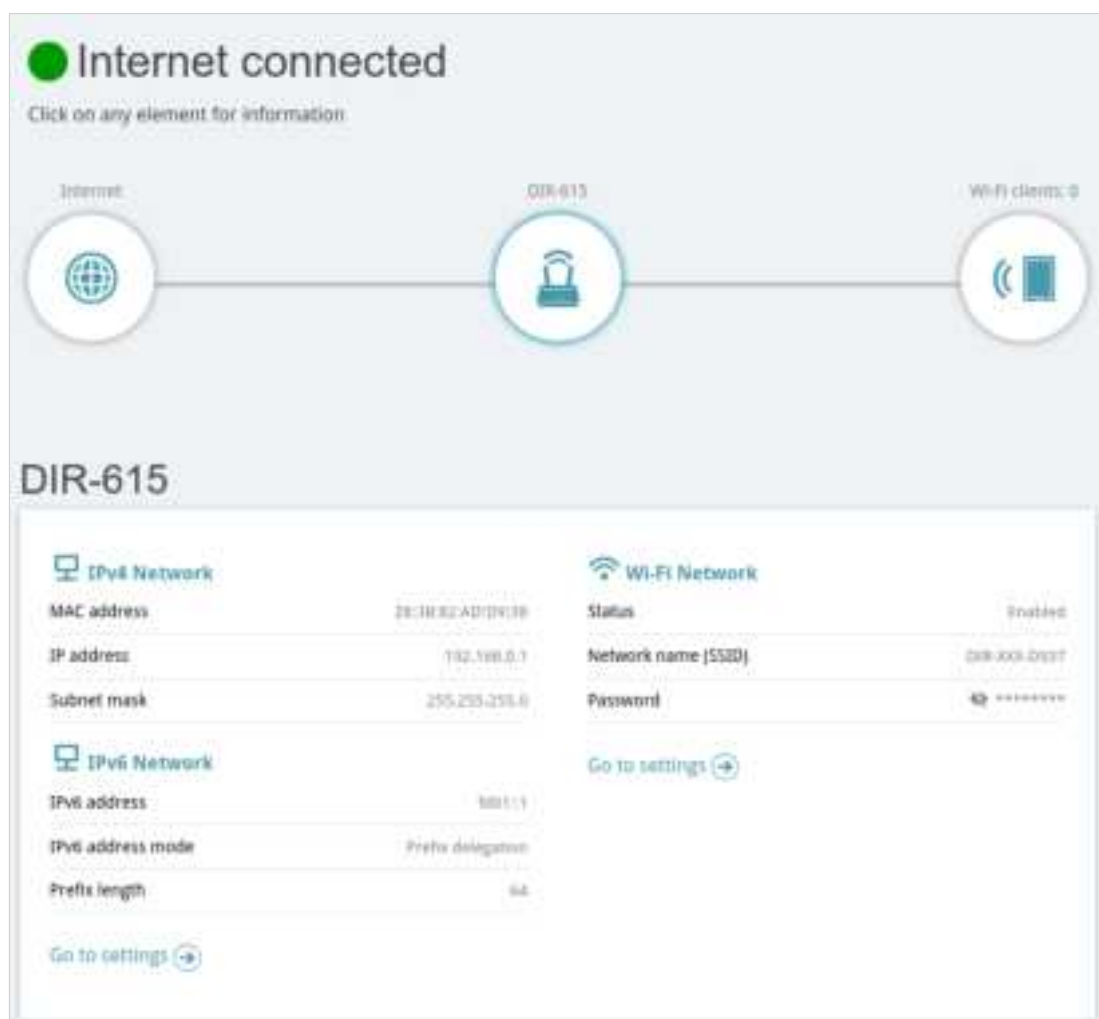 Internet connected
Click on any element for information
Internet
DIR-615
Wi-Fi clients: 0
DIR-615
IPv4 Network
MAC address
IP address 192.168.0.1
Subnet mask 255.255.255.0
IPv6 Network
IPv6 address
IPv6 address mode Prefix delegation
Prefix length 64
Go to settings
Wi-Fi Network
Status Enabled
Network name (SSID)
Password ********
Go to settings